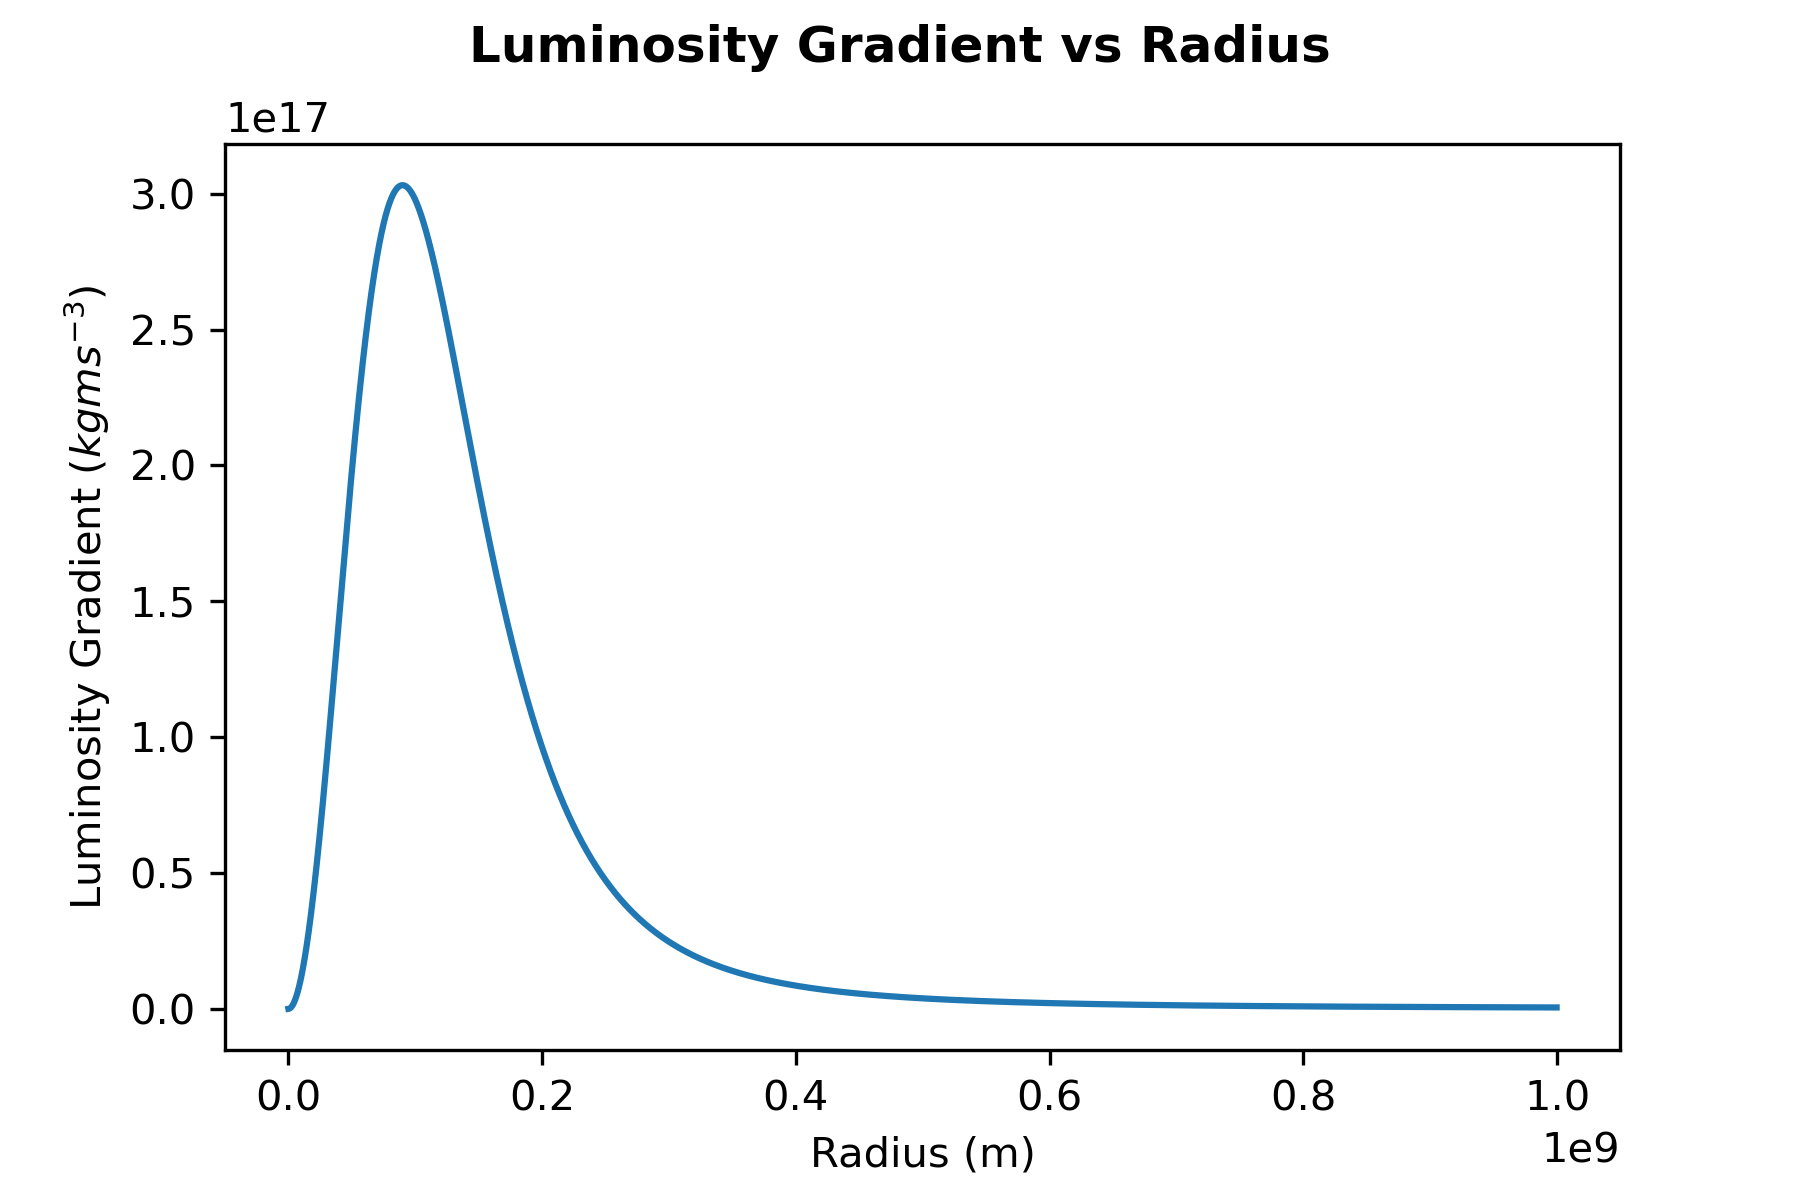 Luminosity Gradient vs Radius
1e17
3.0
2.5
2.0
1.5
1.0
0.5
0.0
Luminosity Gradient (kgms⁻³)
0.0 0.2 0.4 0.6 0.8 1.0
1e9
Radius (m)